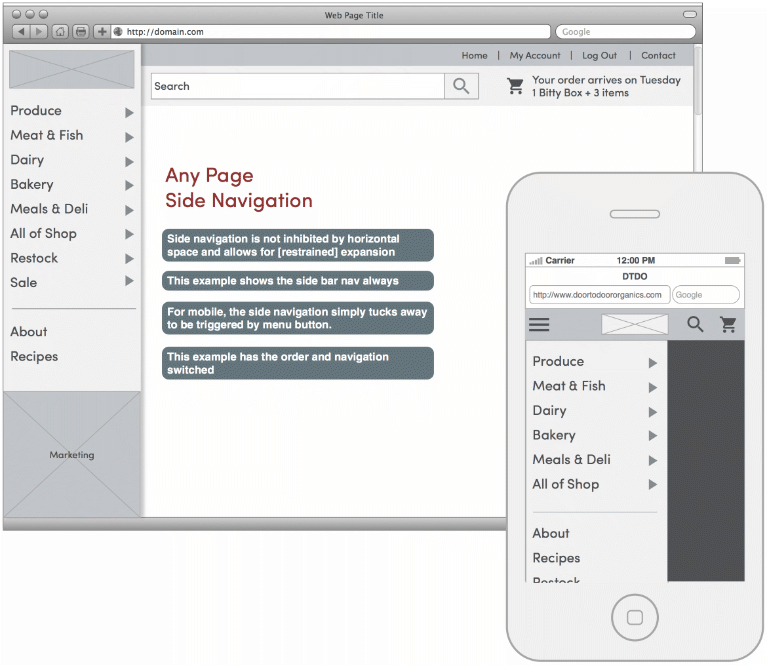 Web Page Title
http://domain.com
Google
Home | My Account | Log Out | Contact
Search
Your order arrives on Tuesday
1 Bitty Box + 3 items
Produce
Meat & Fish
Dairy
Bakery
Meals & Deli
All of Shop
Restock
Sale
About
Recipes
Marketing
Any Page
Side Navigation
Side navigation is not inhibited by horizontal
space and allows for [restrained] expansion
This example shows the side bar nav always
For mobile, the side navigation simply tucks away
to be triggered by menu button.
This example has the order and navigation
switched
Carrier 12:00 PM
DTDO
http://www.doortodoororganics.com
Google
Produce
Meat & Fish
Dairy
Bakery
Meals & Deli
All of Shop
About
Recipes
Restock